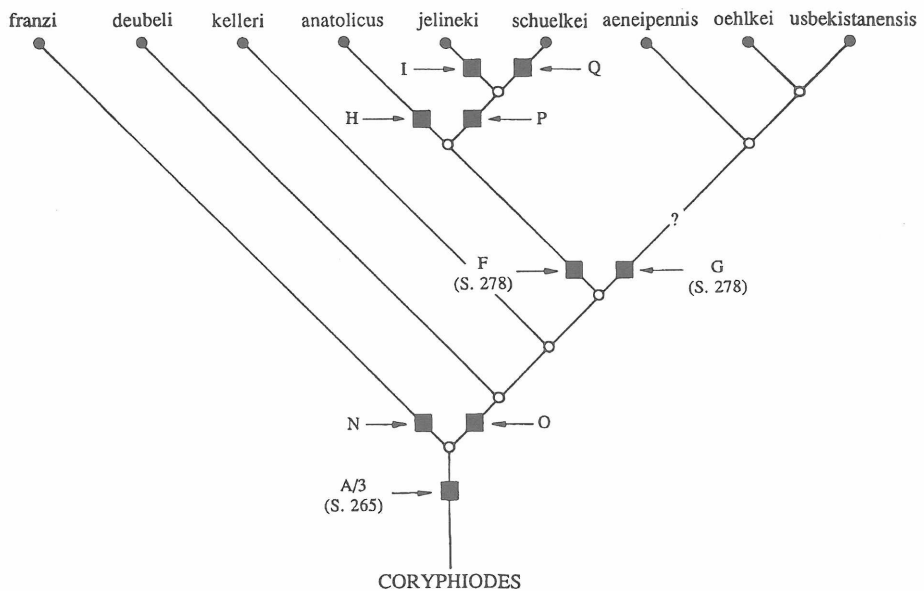 franzi deubeli kelleri anatolicus jelineki schuelkei aeneipennis oehlkei usbekistanensis
I Q
H P
?
F G
(S. 278) (S. 278)
N O
A/3
(S. 265)
CORYPHIODES